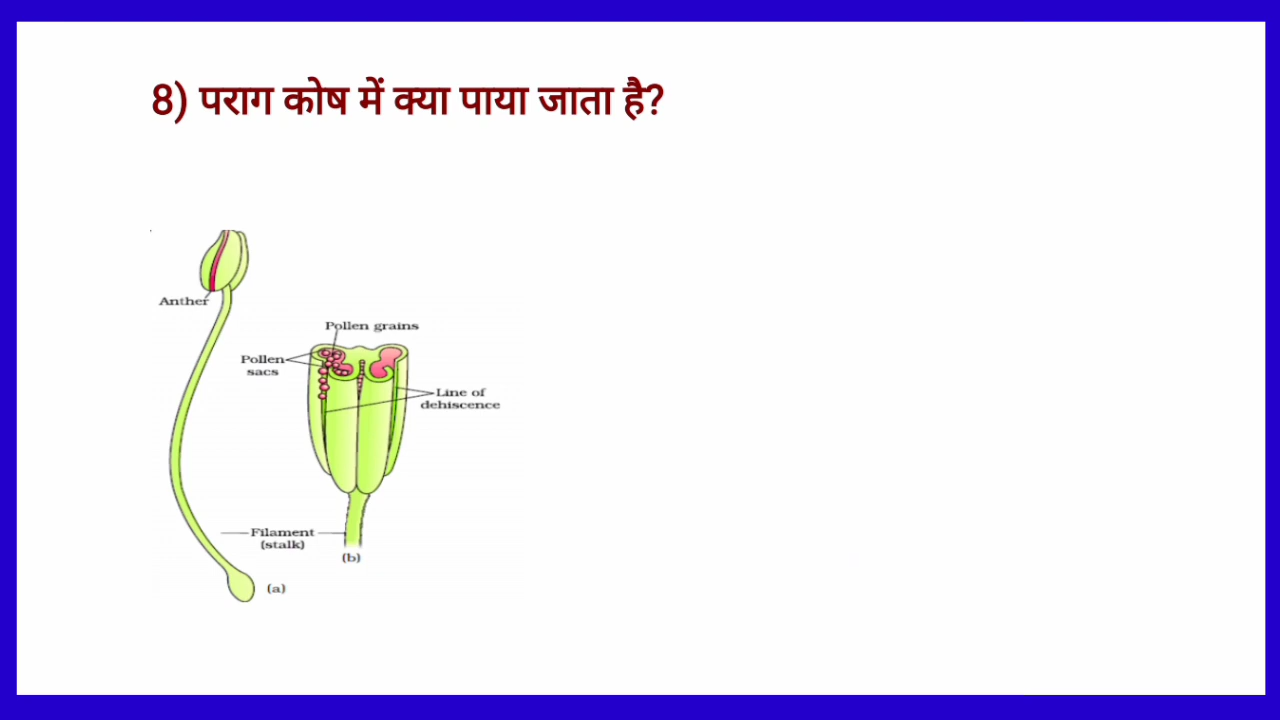 8) पराग कोष में क्या पाया जाता है?
Anther
Pollen grains
Pollen
sacs
Line of
dehiscence
Filament
(stalk)
(b)
(a)